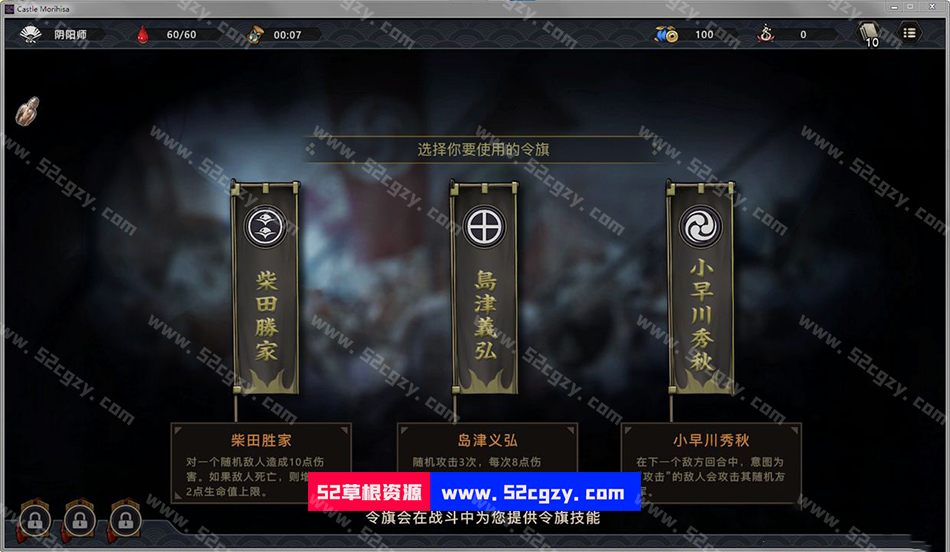 Castle Morihisa
阴阳师
60/60
00:07
100
0
10
选择你要使用的令旗
柴田勝家
島津義弘
小早川秀秋
柴田胜家
对一个随机敌人造成10点伤
害。如果敌人死亡，则增
2点生命值上限。
岛津义弘
随机攻击3次，每次8点伤
小早川秀秋
在下一个敌方回合中，意图为
攻击"的敌人会攻击其随机友
52草根资源
www.52cgzy.com
令旗会在战斗中为您提供令旗技能
www.52cgzy.com